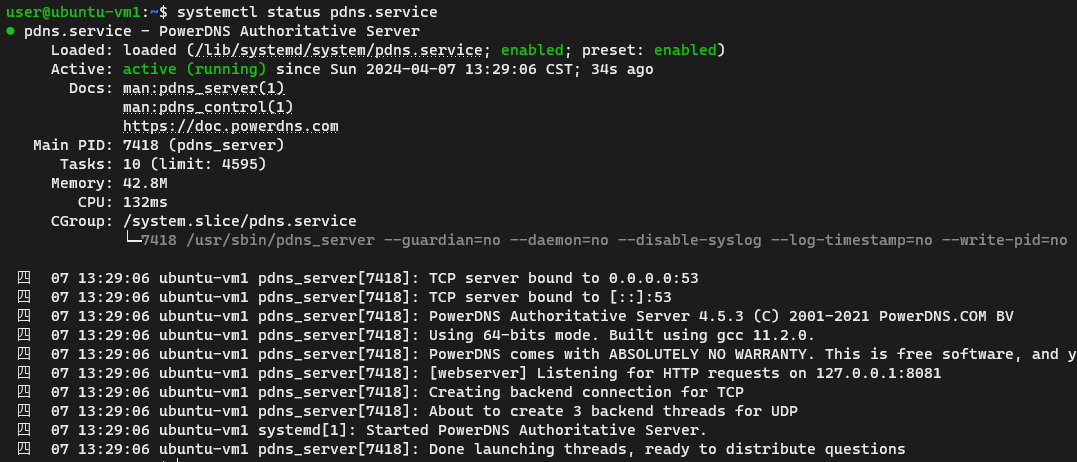 user@ubuntu-vm1:~$ systemctl status pdns.service
● pdns.service - PowerDNS Authoritative Server
Loaded: loaded (/lib/systemd/system/pdns.service; enabled; preset: enabled)
Active: active (running) since Sun 2024-04-07 13:29:06 CST; 34s ago
Docs: man:pdns_server(1)
man:pdns_control(1)
https://doc.powerdns.com
Main PID: 7418 (pdns_server)
Tasks: 10 (limit: 4595)
Memory: 42.8M
CPU: 132ms
CGroup: /system.slice/pdns.service
└─7418 /usr/sbin/pdns_server --guardian=no --daemon=no --disable-syslog --log-timestamp=no --write-pid=no
四 07 13:29:06 ubuntu-vm1 pdns_server[7418]: TCP server bound to 0.0.0.0:53
四 07 13:29:06 ubuntu-vm1 pdns_server[7418]: TCP server bound to [::]:53
四 07 13:29:06 ubuntu-vm1 pdns_server[7418]: PowerDNS Authoritative Server 4.5.3 (C) 2001-2021 PowerDNS.COM BV
四 07 13:29:06 ubuntu-vm1 pdns_server[7418]: Using 64-bits mode. Built using gcc 11.2.0.
四 07 13:29:06 ubuntu-vm1 pdns_server[7418]: PowerDNS comes with ABSOLUTELY NO WARRANTY. This is free software, and y
四 07 13:29:06 ubuntu-vm1 pdns_server[7418]: [webserver] Listening for HTTP requests on 127.0.0.1:8081
四 07 13:29:06 ubuntu-vm1 pdns_server[7418]: Creating backend connection for TCP
四 07 13:29:06 ubuntu-vm1 pdns_server[7418]: About to create 3 backend threads for UDP
四 07 13:29:06 ubuntu-vm1 systemd[1]: Started PowerDNS Authoritative Server.
四 07 13:29:06 ubuntu-vm1 pdns_server[7418]: Done launching threads, ready to distribute questions